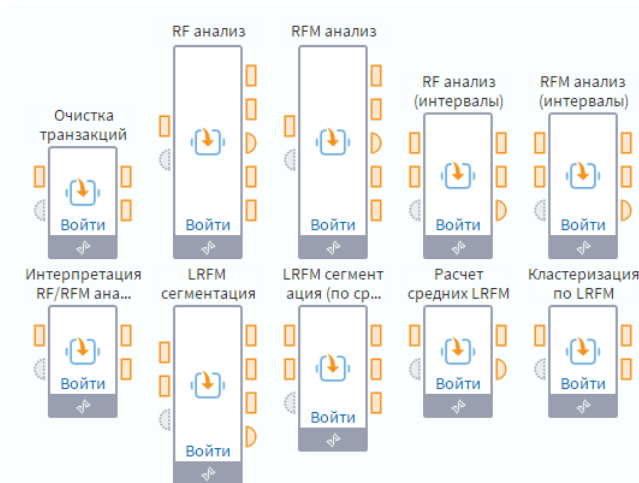 RF анализ
RFM анализ
RF анализ
(интервалы)
RFM анализ
(интервалы)
Очистка
транзакций
Войти
Войти
Войти
Войти
Войти
Интерпретация
RF/RFM ана...
LRFM
сегментация
LRFM сегмент
ация (по ср...
Расчет
средних LRFM
Кластеризация
по LRFM
Войти
Войти
Войти
Войти
Войти